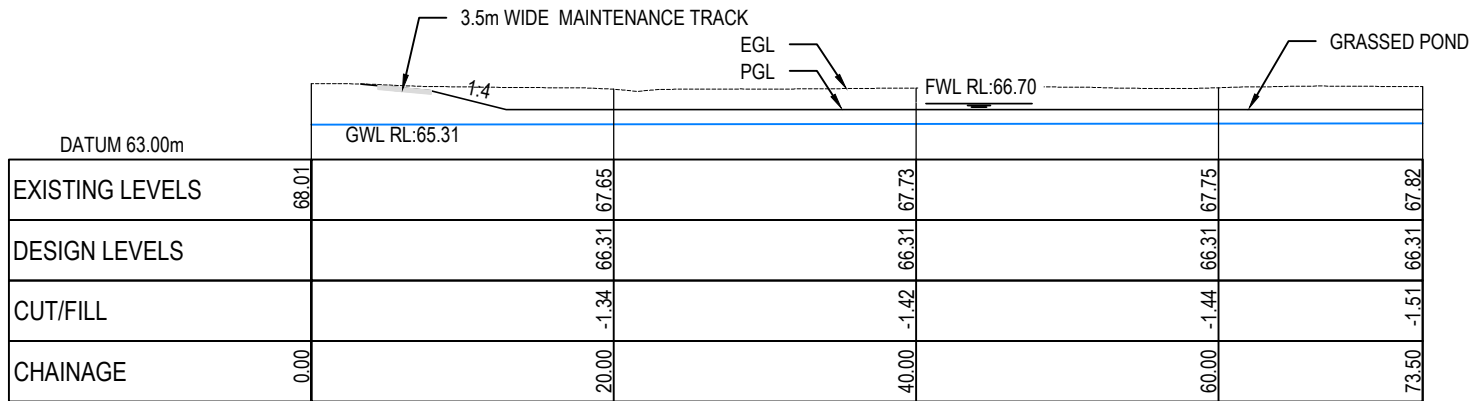 3.5m WIDE MAINTENANCE TRACK
EGL
PGL
GRASSED POND
1.4
FWL RL:66.70
GWL RL:65.31
DATUM 63.00m
EXISTING LEVELS 68.01 67.65 67.73 67.75 67.82
DESIGN LEVELS 66.31 66.31 66.31 66.31
CUT/FILL -1.34 -1.42 -1.44 -1.51
CHAINAGE 0.00 20.00 40.00 60.00 73.50